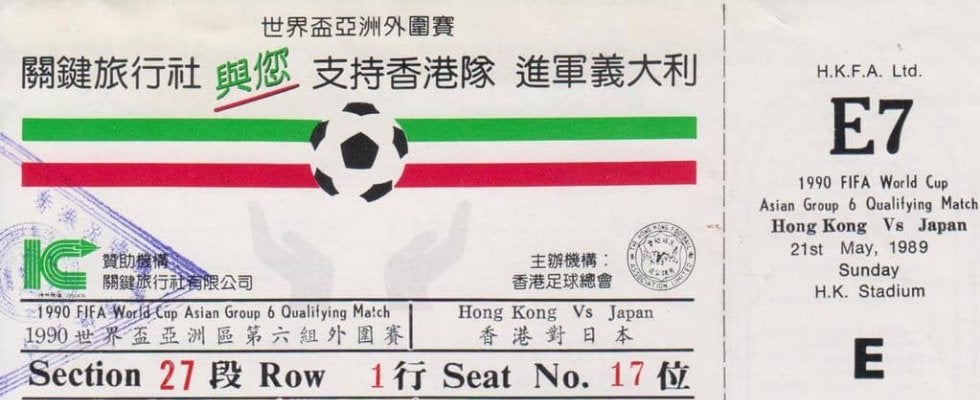 世界盃亞洲外圍賽
關鍵旅行社 與您 支持香港隊 進軍義大利
贊助機構：
關鍵旅行社有限公司
主辦機構：
香港足球總會
1990 FIFA World Cup Asian Group 6 Qualifying Match
1990世界盃亞洲區第六組外圍賽
Hong Kong Vs Japan
香港對日本
Section 27 段 Row 1 行 Seat No. 17 位
H.K.F.A. Ltd.
E7
1990 FIFA World Cup
Asian Group 6 Qualifying Match
Hong Kong Vs Japan
21st May, 1989
Sunday
H.K. Stadium
E